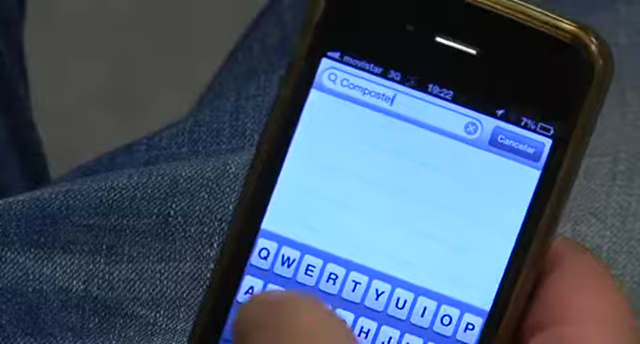 movistar 3G 19:22 7%
Composte Cancelar
Q W E R T Y U I O P
A H J